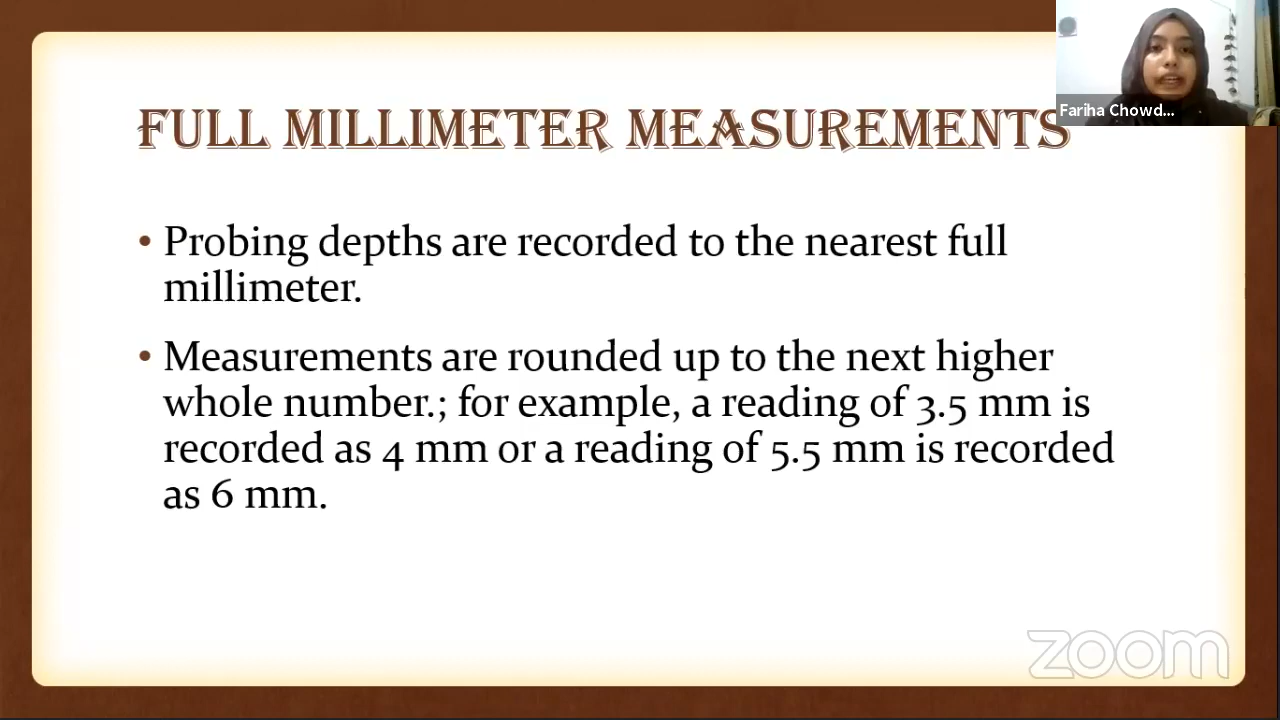 FULL MILLIMETER MEASUREMENTS
Fariha Chowd...
• Probing depths are recorded to the nearest full
millimeter.
• Measurements are rounded up to the next higher
whole number.; for example, a reading of 3.5 mm is
recorded as 4 mm or a reading of 5.5 mm is recorded
as 6 mm.
zoom